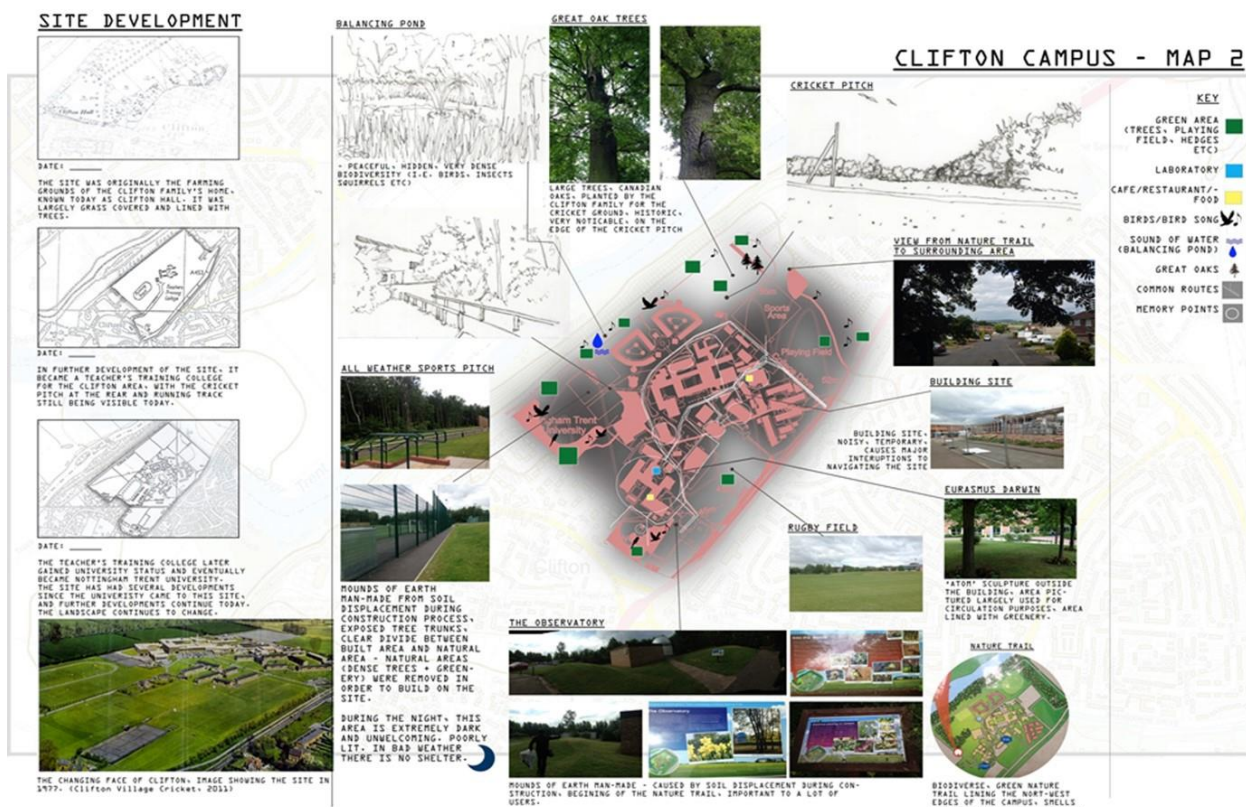 SITE DEVELOPMENT
DATE: _____
THE SITE WAS ORIGINALLY THE FARMING
GROUNDS OF THE CLIFTON FAMILY'S HOME,
KNOWN TODAY AS CLIFTON HALL. IT WAS
LARGELY GRASS COVERED AND LINED WITH
TREES.
DATE: _____
IN FURTHER DEVELOPMENT OF THE SITE, IT
BECAME A TEACHER'S TRAINING COLLEGE
FOR THE CLIFTON AREA, WITH THE CRICKET
PITCH AT THE REAR AND RUNNING TRACK
STILL BEING VISIBLE TODAY.
DATE: _____
THE TEACHER'S TRAINING COLLEGE LATER
GAINED UNIVERSITY STATUS AND EVENTUALLY
BECAME NOTTINGHAM TRENT UNIVERSITY.
THE SITE HAS HAD SEVERAL DEVELOPMENTS
SINCE THE UNIVERISTY CAME TO THIS SITE,
AND FURTHER DEVELOPMENTS CONTINUE TODAY.
THE LANDSCAPE CONTINUES TO CHANGE.
THE CHANGING FACE OF CLIFTON, IMAGE SHOWING THE SITE IN
1977. (Clifton Village Cricket, 2011)
BALANCING POND
- PEACEFUL, HIDDEN, VERY DENSE
BIODIVERSITY (I.E. BIRDS, INSECTS
SQUIRRELS ETC)
GREAT OAK TREES
LARGE TREES, CANADIAN
OAKS, PLANTED BY THE
CLIFTON FAMILY FOR THE
CRICKET GROUND, HISTORIC,
VERY NOTICABLE, ON THE
EDGE OF THE CRICKET PITCH
CLIFTON CAMPUS - MAP 2
CRICKET PITCH
KEY
GREEN AREA
(TREES, PLAYING
FIELD, HEDGES
ETC)
LABORATORY
CAFE/RESTAURANT/-
FOOD
BIRDS/BIRD SONG
SOUND OF WATER
(BALANCING POND)
GREAT OAKS
COMMON ROUTES
MEMORY POINTS
VIEW FROM NATURE TRAIL
TO SURROUNDING AREA
Sports
Area
Playing Field
52m
ngham Trent
University
Clifton
ALL WEATHER SPORTS PITCH
MOUNDS OF EARTH
MAN-MADE FROM SOIL
DISPLACEMENT DURING
CONSTRUCTION PROCESS,
EXPOSED TREE TRUNKS,
CLEAR DIVIDE BETWEEN
BUILT AREA AND NATURAL
AREA - NATURAL AREAS
(DENSE TREES + GREEN-
ERY) WERE REMOVED IN
ORDER TO BUILD ON THE
SITE.
DURING THE NIGHT, THIS
AREA IS EXTREMELY DARK
AND UNWELCOMING, POORLY
LIT. IN BAD WEATHER
THERE IS NO SHELTER.
BUILDING SITE
BUILDING SITE,
NOISY, TEMPORARY,
CAUSES MAJOR
INTERUPTIONS TO
NAVIGATING THE SITE
EURASMUS DARWIN
'ATOM' SCULPTURE OUTSIDE
THE BUILDING, AREA PIC-
TURED LARGELY USED FOR
CIRCULATION PURPOSES, AREA
LINED WITH GREENERY.
RUGBY FIELD
THE OBSERVATORY
The Observatory
MOUNDS OF EARTH MAN-MADE - CAUSED BY SOIL DISPLACEMENT DURING CON-
STRUCTION, BEGINING OF THE NATURE TRAIL, IMPORTANT TO A LOT OF
USERS.
NATURE TRAIL
BIODIVERSE, GREEN NATURE
TRAIL LINING THE NORT-WEST
EDGES OF THE CAMPUS, SMELLS